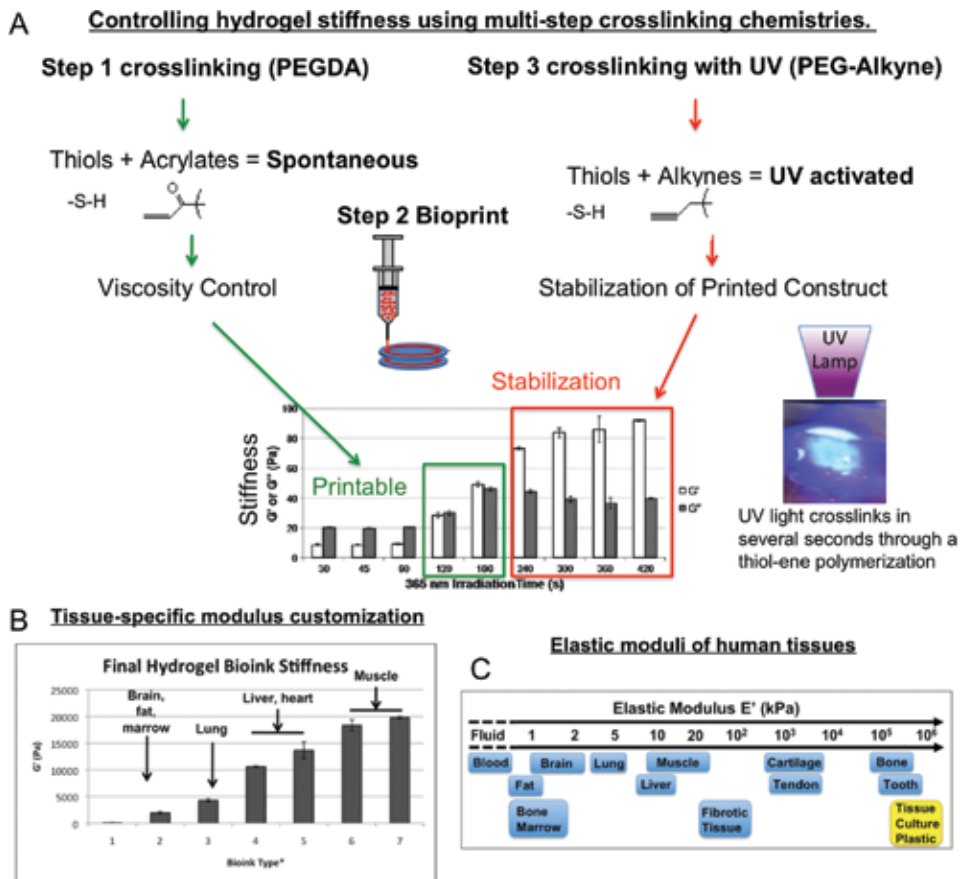 A
Controlling hydrogel stiffness using multi-step crosslinking chemistries.
Step 1 crosslinking (PEGDA)
Thiols + Acrylates = Spontaneous
-S-H
O
Viscosity Control
Step 2 Bioprint
Step 3 crosslinking with UV (PEG-Alkyne)
Thiols + Alkynes = UV activated
-S-H
Stabilization of Printed Construct
UV
Lamp
UV light crosslinks in
several seconds through a
thiol-ene polymerization
Stabilization
Printable
Stiffness
G' or G'' (Pa)
100
80
60
40
20
0
30 45 60 120 180 240 300 360 420
365 nm IrradiationTime (s)
G'
G''
B
Tissue-specific modulus customization
Final Hydrogel Bioink Stiffness
Brain,
fat,
marrow
Lung
Liver, heart
Muscle
G' (Pa)
25000
20000
15000
10000
5000
0
1 2 3 4 5 6 7
Bioink Type*
Elastic moduli of human tissues
C
Elastic Modulus E' (kPa)
Fluid 1 2 5 10 20 10² 10³ 10⁴ 10⁵ 10⁶
Blood Brain Lung Muscle Cartilage Bone
Fat Liver Tendon Tooth
Bone
Marrow
Fibrotic
Tissue
Tissue
Culture
Plastic